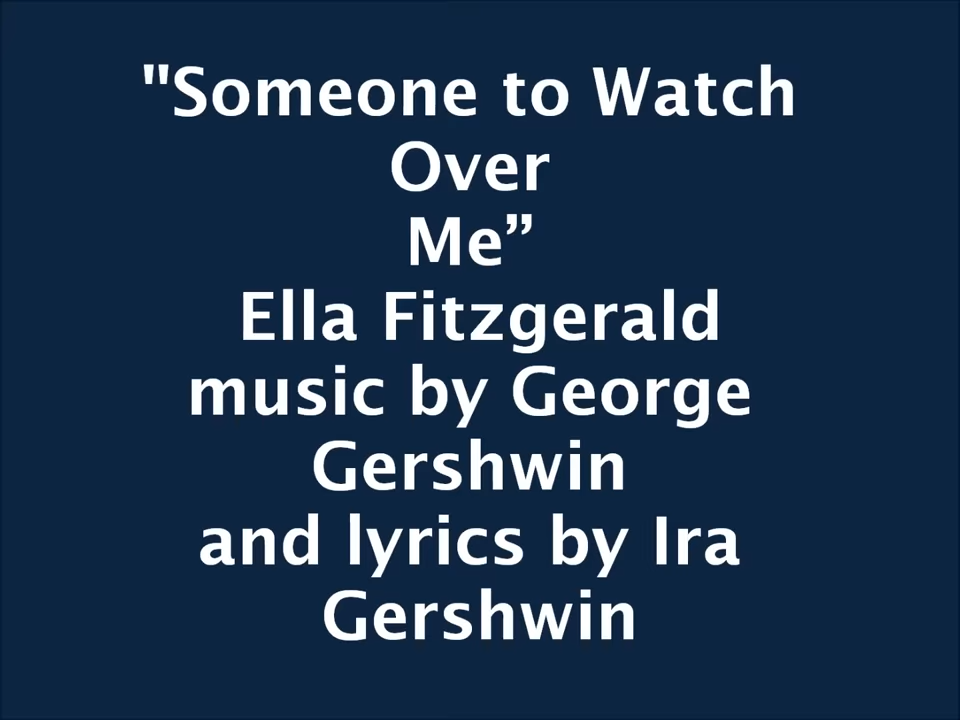 "Someone to Watch
Over
Me”
Ella Fitzgerald
music by George
Gershwin
and lyrics by Ira
Gershwin